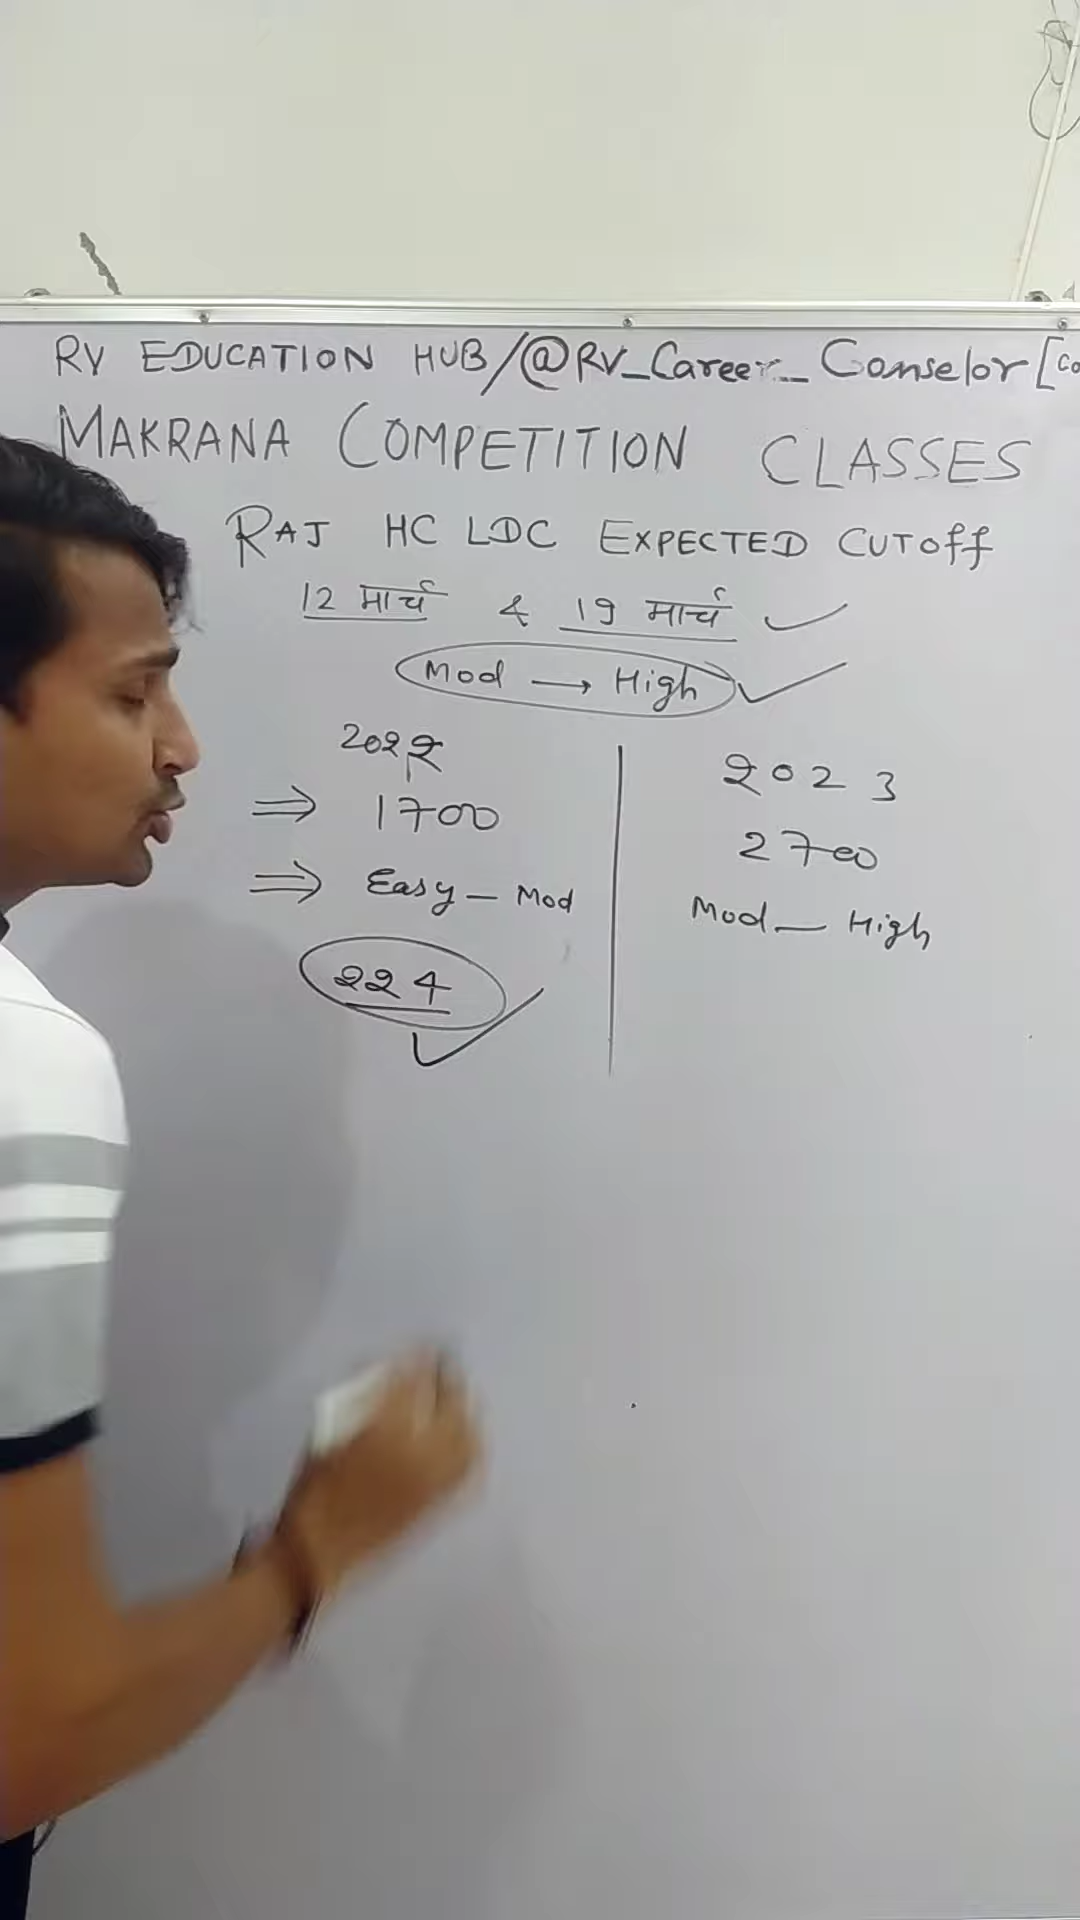 RV EDUCATION HUB/@RV_Career_Conselor [Co
MAKRANA COMPETITION CLASSES
RAJ HC LDC EXPECTED CUTOFF
12 मार्च & 19 मार्च ✓
Mod → High ✓
2022
2023
⇒ 1700
2700
⇒ Easy - Mod
Mod - High
224 ✓